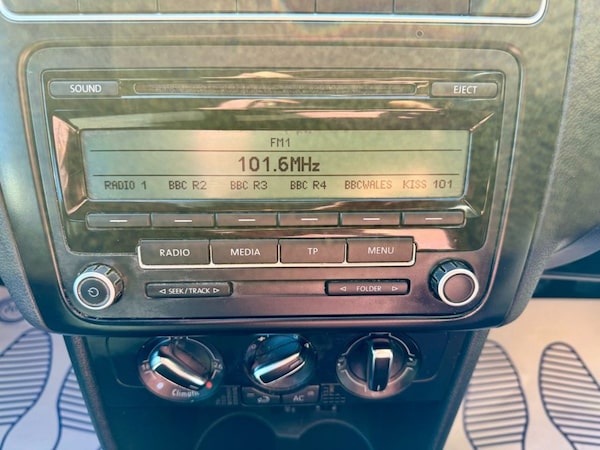 SOUND EJECT
FM1
101.6MHz
RADIO 1 BBC R2 BBC R3 BBC R4 BBCWALES KISS 101
RADIO MEDIA TP MENU
SEEK / TRACK FOLDER
Climatic
AC